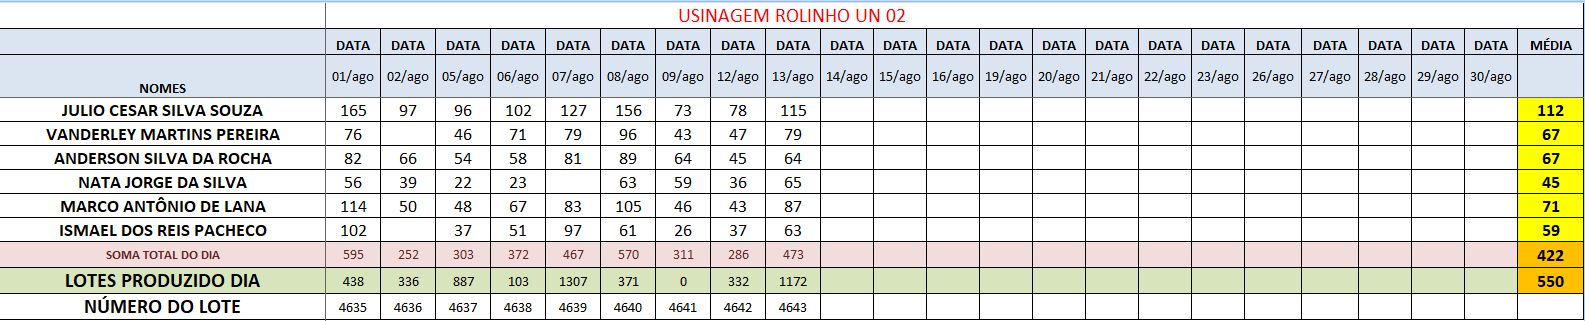 USINAGEM ROLINHO UN 02
DATA DATA DATA DATA DATA DATA DATA DATA DATA DATA DATA DATA DATA DATA DATA DATA DATA DATA DATA DATA DATA DATA MÉDIA
NOMES 01/ago 02/ago 05/ago 06/ago 07/ago 08/ago 09/ago 12/ago 13/ago 14/ago 15/ago 16/ago 19/ago 20/ago 21/ago 22/ago 23/ago 26/ago 27/ago 28/ago 29/ago 30/ago
JULIO CESAR SILVA SOUZA 165 97 96 102 127 156 73 78 115 112
VANDERLEY MARTINS PEREIRA 76 46 71 79 96 43 47 79 67
ANDERSON SILVA DA ROCHA 82 66 54 58 81 89 64 45 64 67
NATA JORGE DA SILVA 56 39 22 23 63 59 36 65 45
MARCO ANTÔNIO DE LANA 114 50 48 67 83 105 46 43 87 71
ISMAEL DOS REIS PACHECO 102 37 51 97 61 26 37 63 59
SOMA TOTAL DO DIA 595 252 303 372 467 570 311 286 473 422
LOTES PRODUZIDO DIA 438 336 887 103 1307 371 0 332 1172 550
NÚMERO DO LOTE 4635 4636 4637 4638 4639 4640 4641 4642 4643